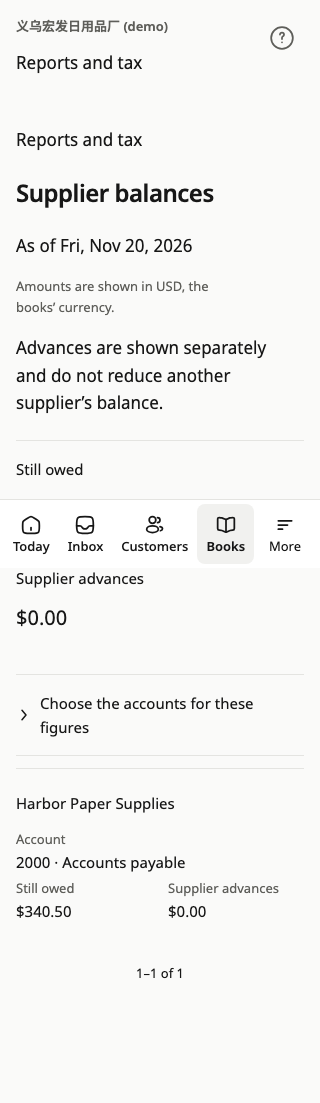 义乌宏发日用品厂 (demo)
Reports and tax
Reports and tax
Supplier balances
As of Fri, Nov 20, 2026
Amounts are shown in USD, the
books’ currency.
Advances are shown separately
and do not reduce another
supplier’s balance.
Still owed
Today Inbox Customers Books More
Supplier advances
$0.00
Choose the accounts for these
figures
Harbor Paper Supplies
Account
2000 · Accounts payable
Still owed Supplier advances
$340.50 $0.00
1–1 of 1